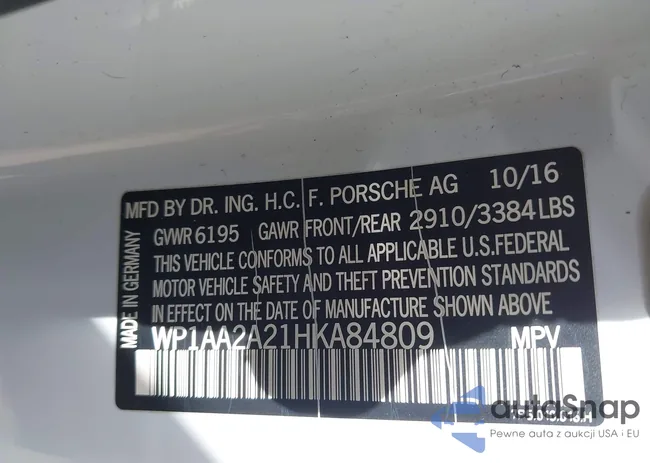 MFD BY DR. ING. H.C. F. PORSCHE AG 10/16
GVWR 6195 GAWR FRONT/REAR 2910/3384 LBS
THIS VEHICLE CONFORMS TO ALL APPLICABLE U.S. FEDERAL
MOTOR VEHICLE SAFETY AND THEFT PREVENTION STANDARDS
IN EFFECT ON THE DATE OF MANUFACTURE SHOWN ABOVE
WP1AA2A21HKA84809 MPV
MADE IN GERMANY
autoSnap
Pewne auta z aukcji USA i EU